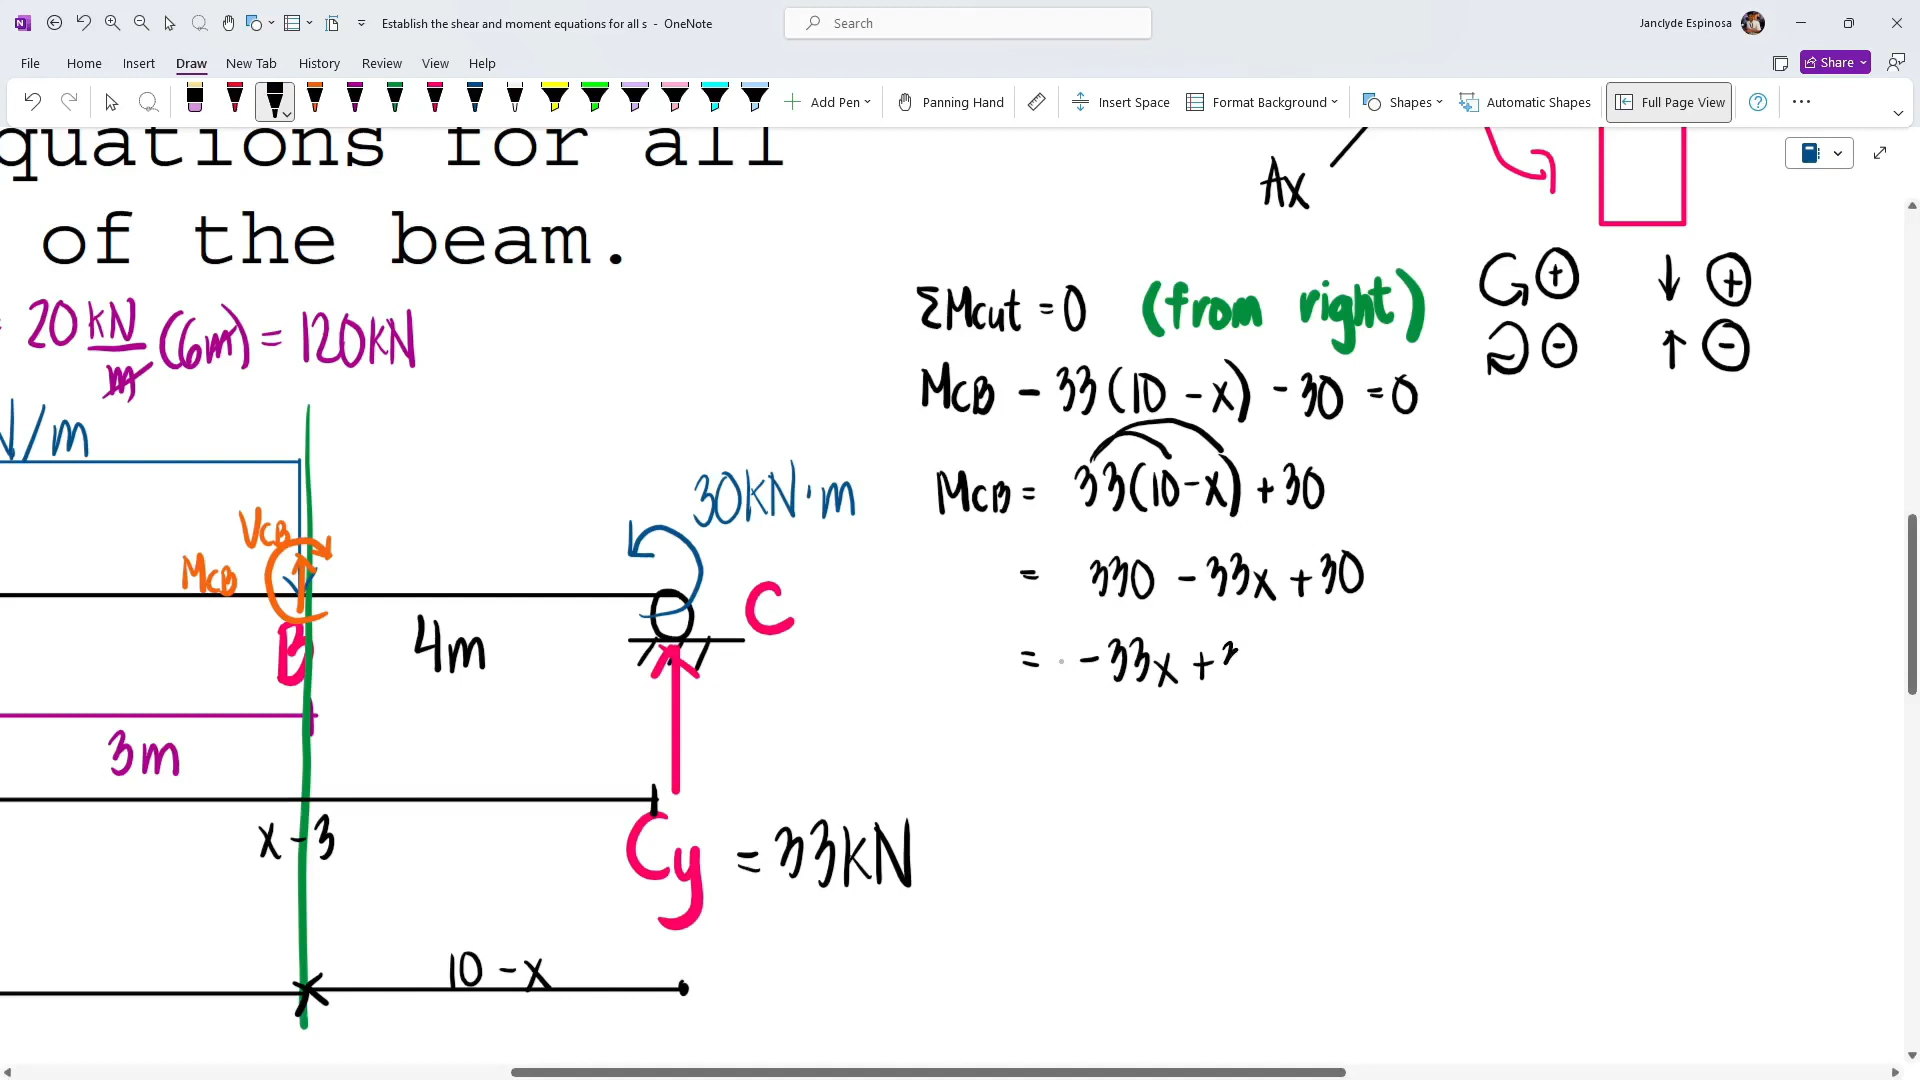 Establish the shear and moment equations for all s - OneNote
Search
Janclyde Espinosa
File Home Insert Draw New Tab History Review View Help
Share
Add Pen
Panning Hand
Insert Space
Format Background
Shapes
Automatic Shapes
Full Page View
quations for all
of the beam.
= 20 kN/m (6m) = 120kN
N/m
VCB
MCB
B
30kN·m
C
4m
3m
x - 3
Cy = 33kN
10 - x
Ax
ΣMcut = 0 (from right)
MCB - 33(10 - x) - 30 = 0
MCB = 33(10 - x) + 30
= 330 - 33x + 30
= - 33x +
+ ↓ +
- ↑ -